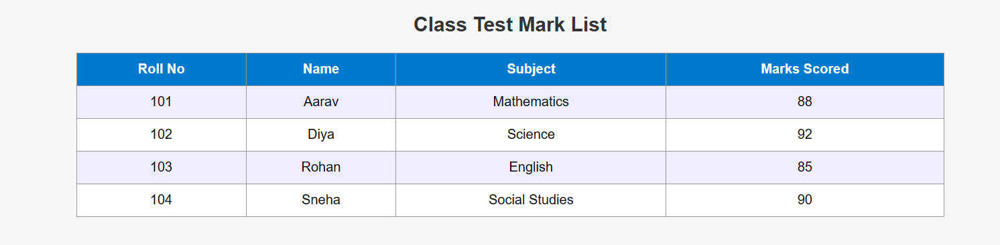 Class Test Mark List
Roll No Name Subject Marks Scored
101 Aarav Mathematics 88
102 Diya Science 92
103 Rohan English 85
104 Sneha Social Studies 90